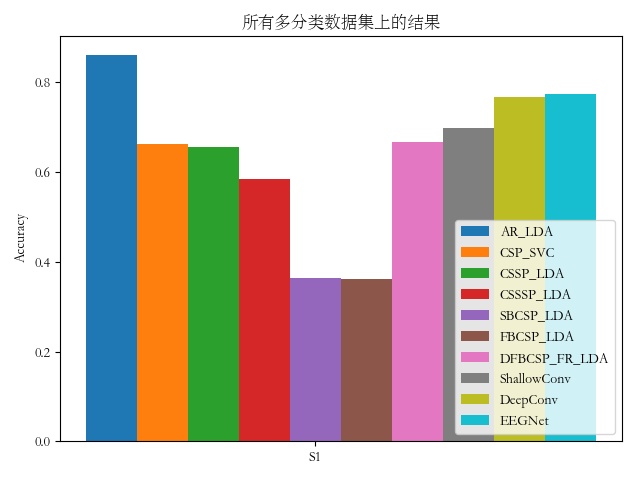 所有多分类数据集上的结果
Accuracy
0.8
0.6
0.4
0.2
0.0
S1
AR_LDA
CSP_SVC
CSSP_LDA
CSSSP_LDA
SBCSP_LDA
FBCSP_LDA
DFBCSP_FR_LDA
ShallowConv
DeepConv
EEGNet